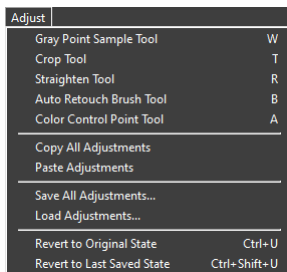 Adjust
Gray Point Sample Tool W
Crop Tool T
Straighten Tool R
Auto Retouch Brush Tool B
Color Control Point Tool A
Copy All Adjustments
Paste Adjustments
Save All Adjustments...
Load Adjustments...
Revert to Original State Ctrl+U
Revert to Last Saved State Ctrl+Shift+U